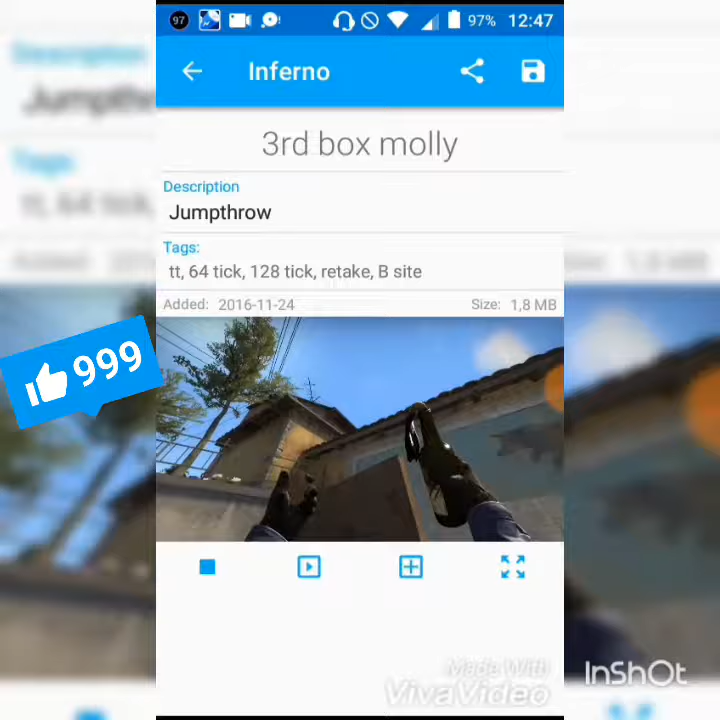 97
97%
12:47
Inferno
3rd box molly
Description
Jumpthrow
Tags:
tt, 64 tick, 128 tick, retake, B site
Added: 2016-11-24
Size: 1,8 MB
999
Made With
VivaVideo
InShOt